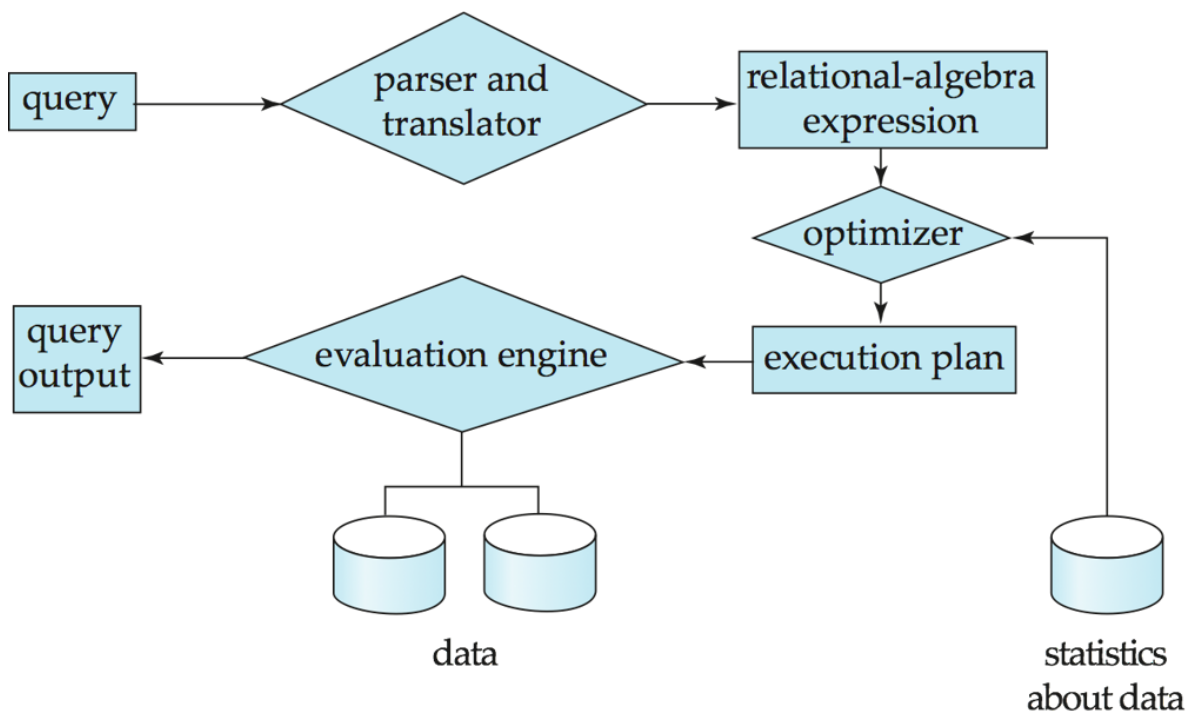 query
parser and
translator
relational-algebra
expression
optimizer
query
output
evaluation engine
execution plan
data
statistics
about data